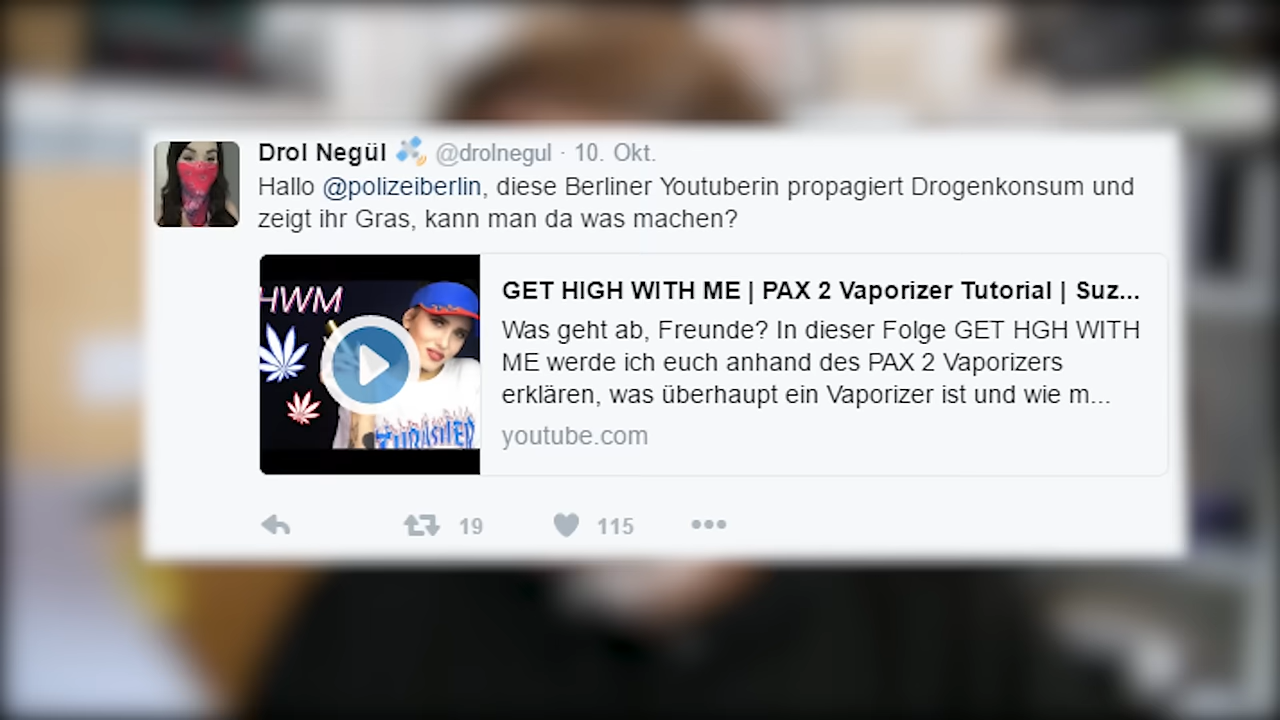 Drol Negül @drolnegul · 10. Okt.
Hallo @polizeiberlin, diese Berliner Youtuberin propagiert Drogenkonsum und
zeigt ihr Gras, kann man da was machen?
HWM
THRASHER
GET HIGH WITH ME | PAX 2 Vaporizer Tutorial | Suz...
Was geht ab, Freunde? In dieser Folge GET HGH WITH
ME werde ich euch anhand des PAX 2 Vaporizers
erklären, was überhaupt ein Vaporizer ist und wie m...
youtube.com
19 115